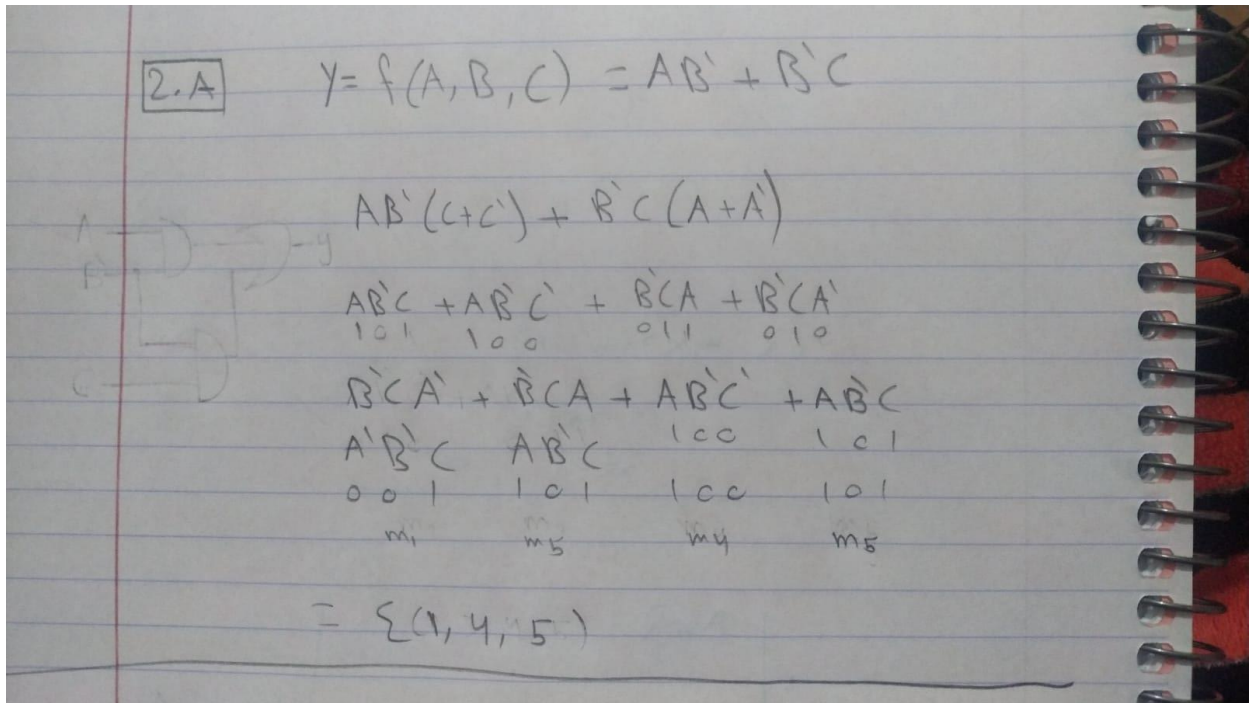 2.A Y= f(A,B,C) = AB` + B`C
AB`(C+C`) + B`C(A+A`)
A
B`
C
y
AB`C + AB`C` + B`CA + B`CA`
101 100 011 010
B`CA` + B`CA + AB`C` + AB`C
100 101
A`B`C AB`C
001 101 100 101
m1 m5 m4 m5
= Σ(1, 4, 5)